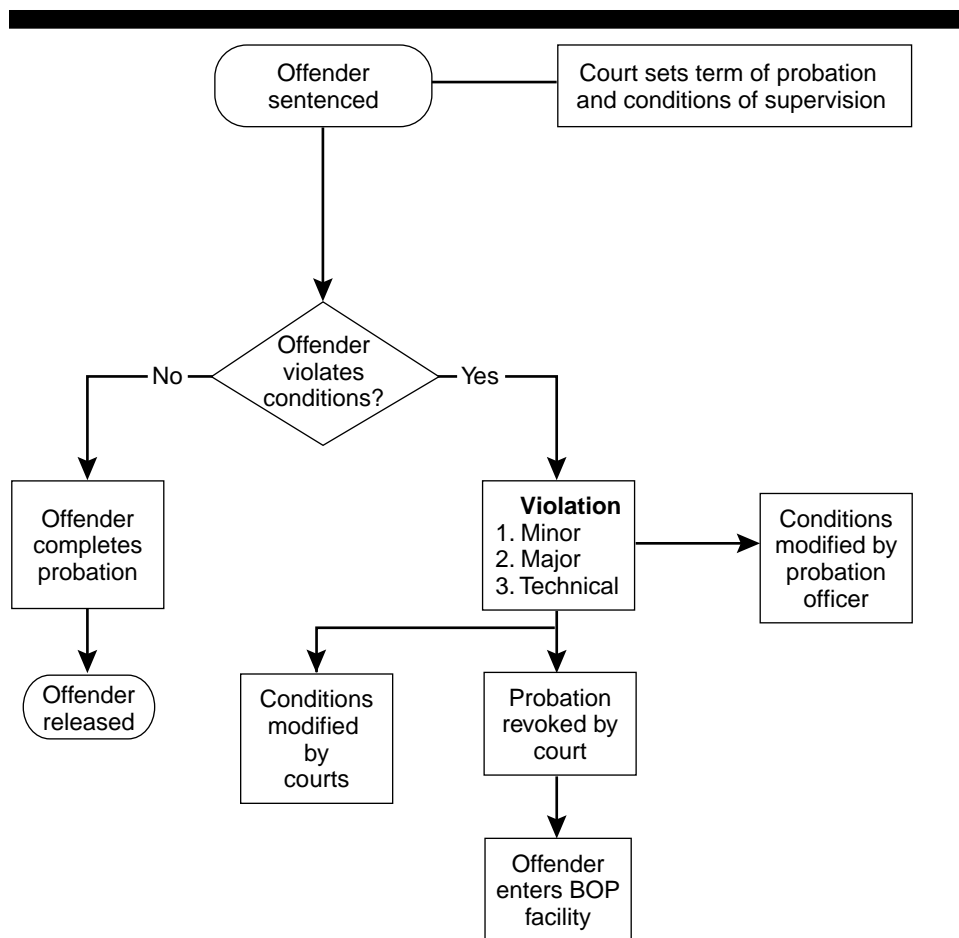 Offender
sentenced
Court sets term of probation
and conditions of supervision
Offender
violates
conditions?
No
Yes
Offender
completes
probation
Violation
1. Minor
2. Major
3. Technical
Conditions
modified by
probation
officer
Offender
released
Conditions
modified
by
courts
Probation
revoked by
court
Offender
enters BOP
facility